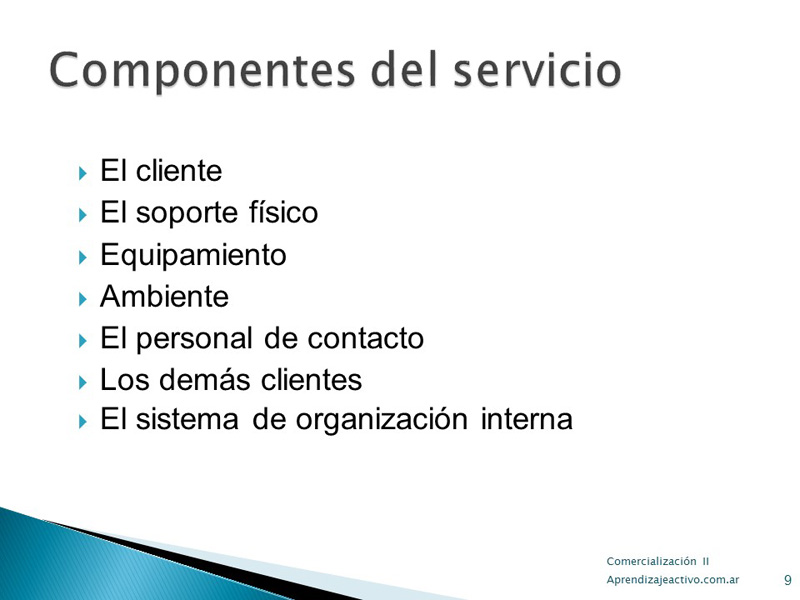 Componentes del servicio
El cliente
El soporte físico
Equipamiento
Ambiente
El personal de contacto
Los demás clientes
El sistema de organización interna
Comercialización II
Aprendizajeactivo.com.ar
9